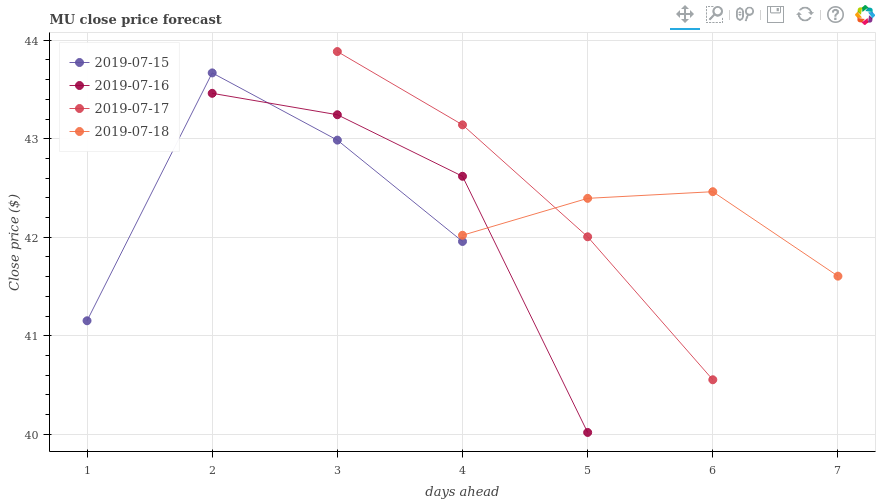 MU close price forecast
44
43
42
41
40
Close price ($)
2019-07-15
2019-07-16
2019-07-17
2019-07-18
1 2 3 4 5 6 7
days ahead